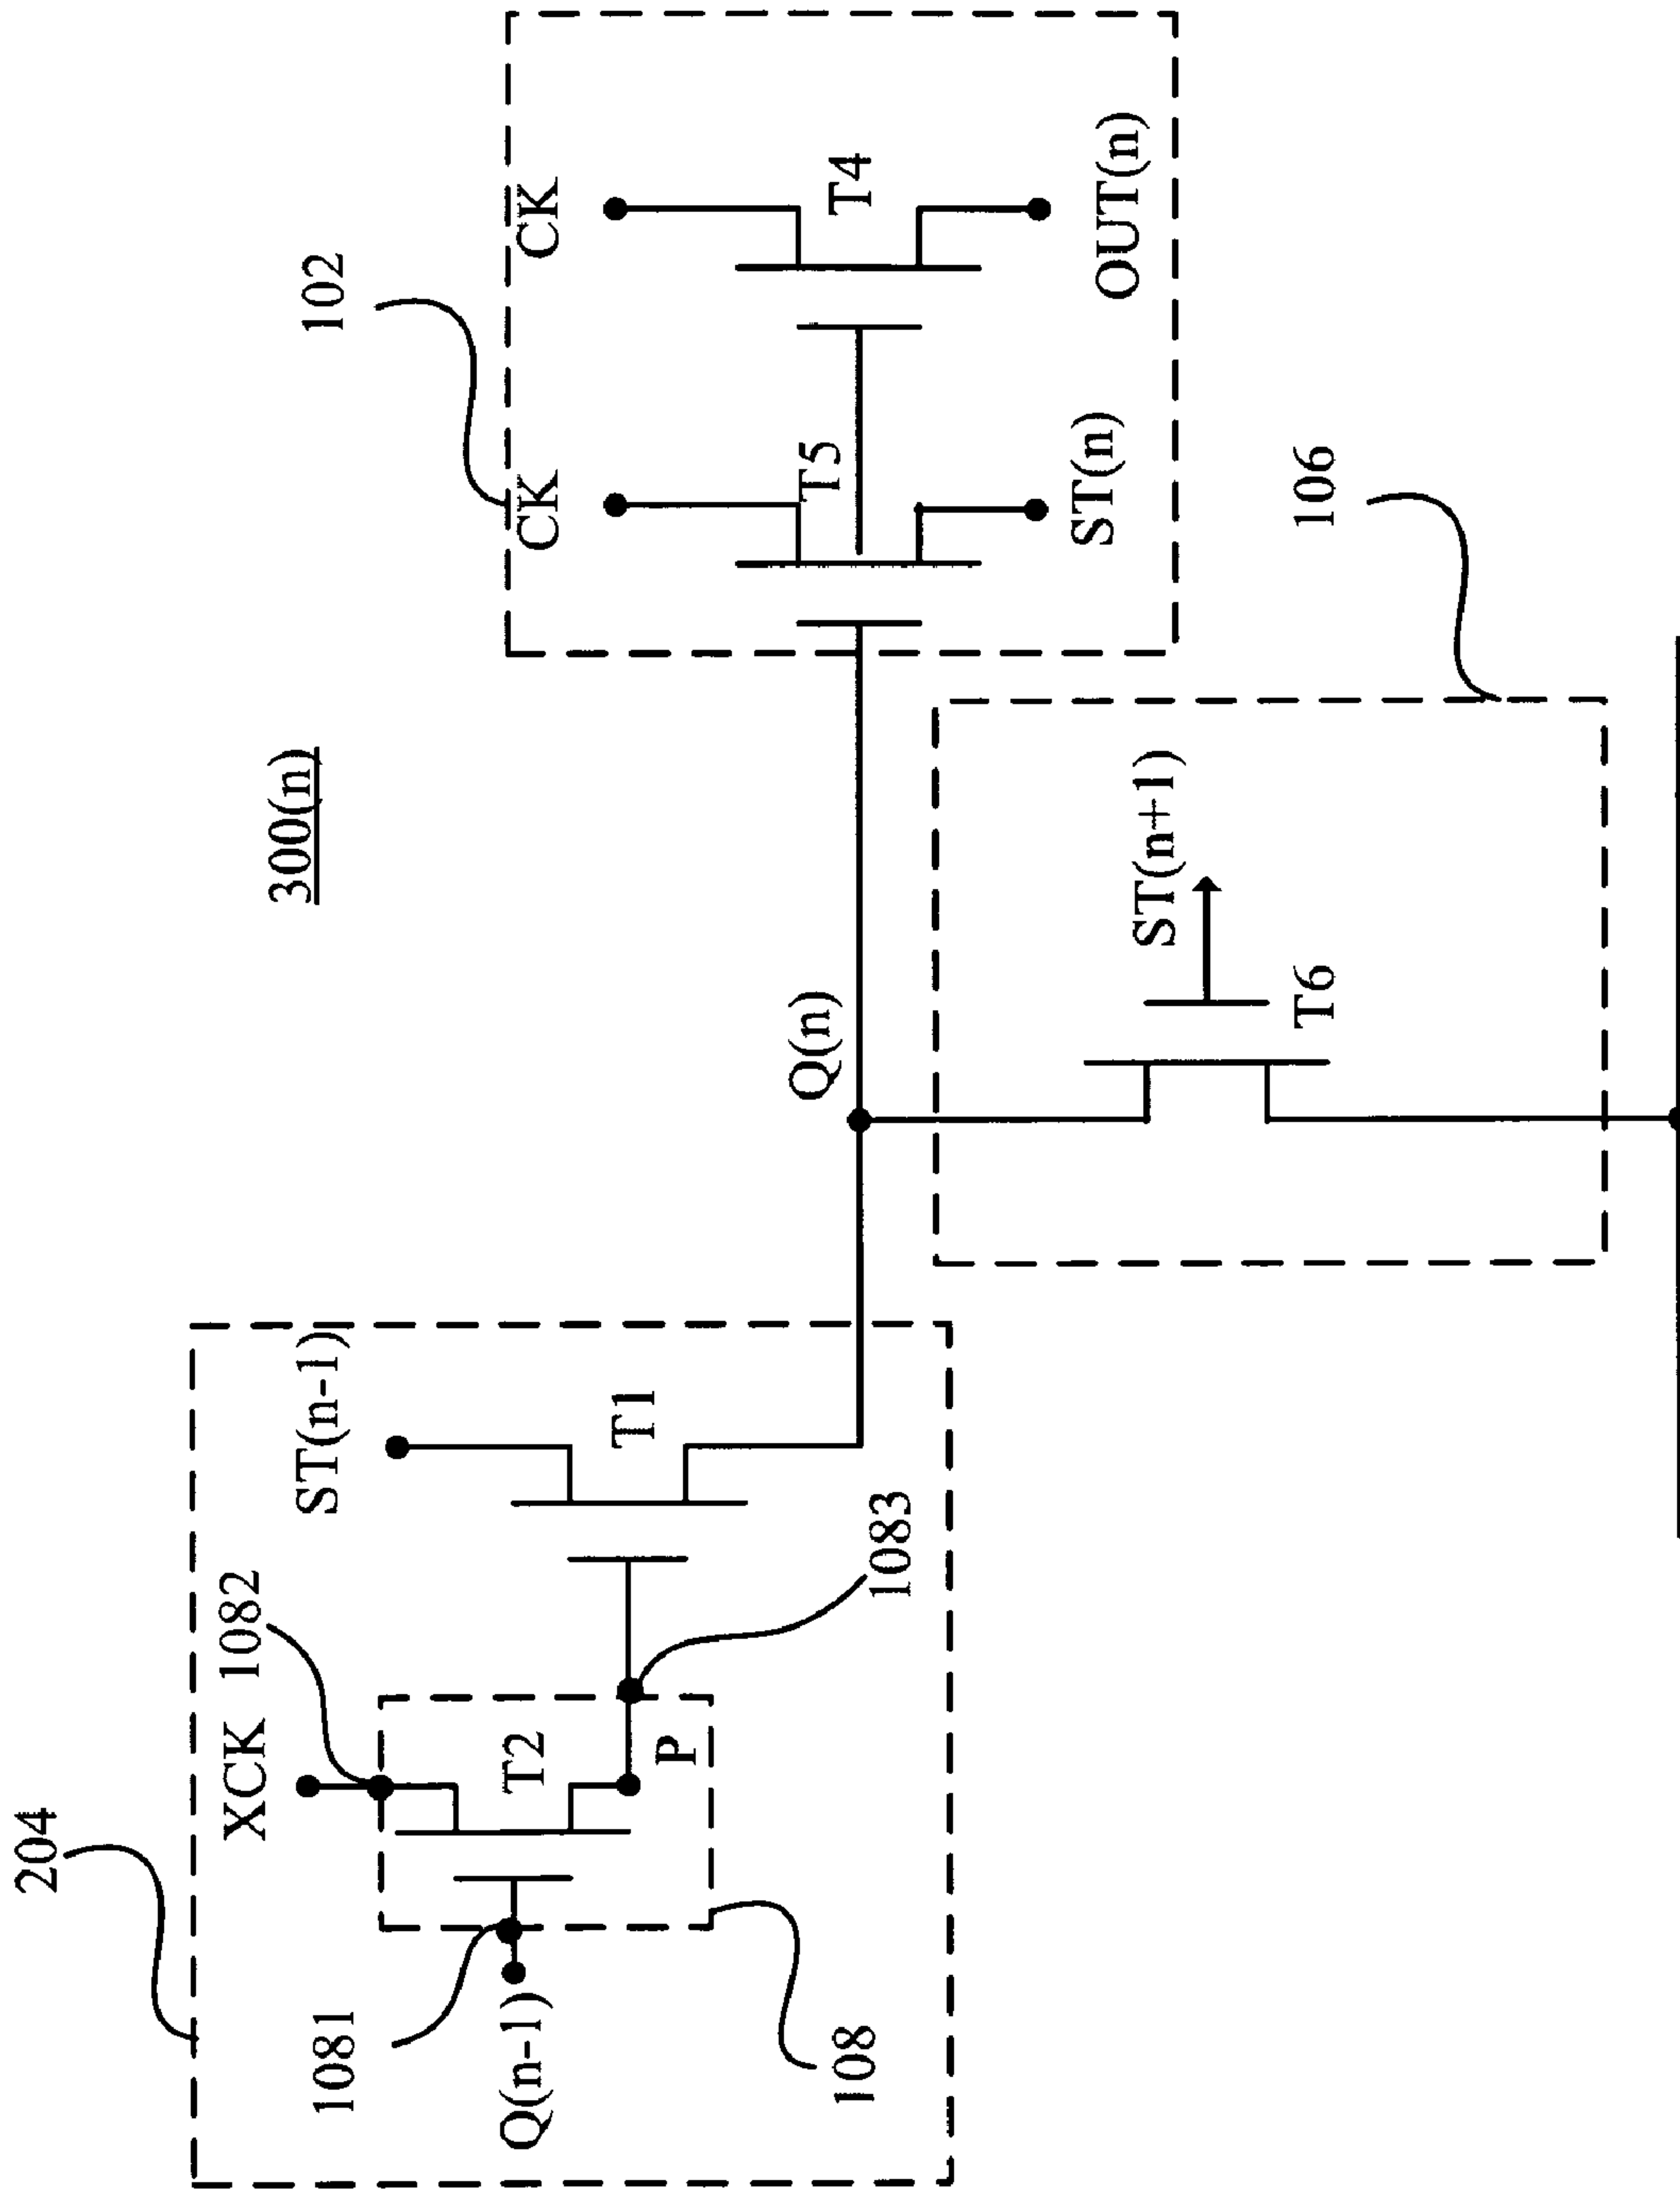 300(n)
204
XCK
1082
ST(n-1)
1081
T2
T1
Q(n-1)
P
1083
108
Q(n)
102
CK
CK
T5
T4
ST(n)
OUT(n)
ST(n+1)
T6
106